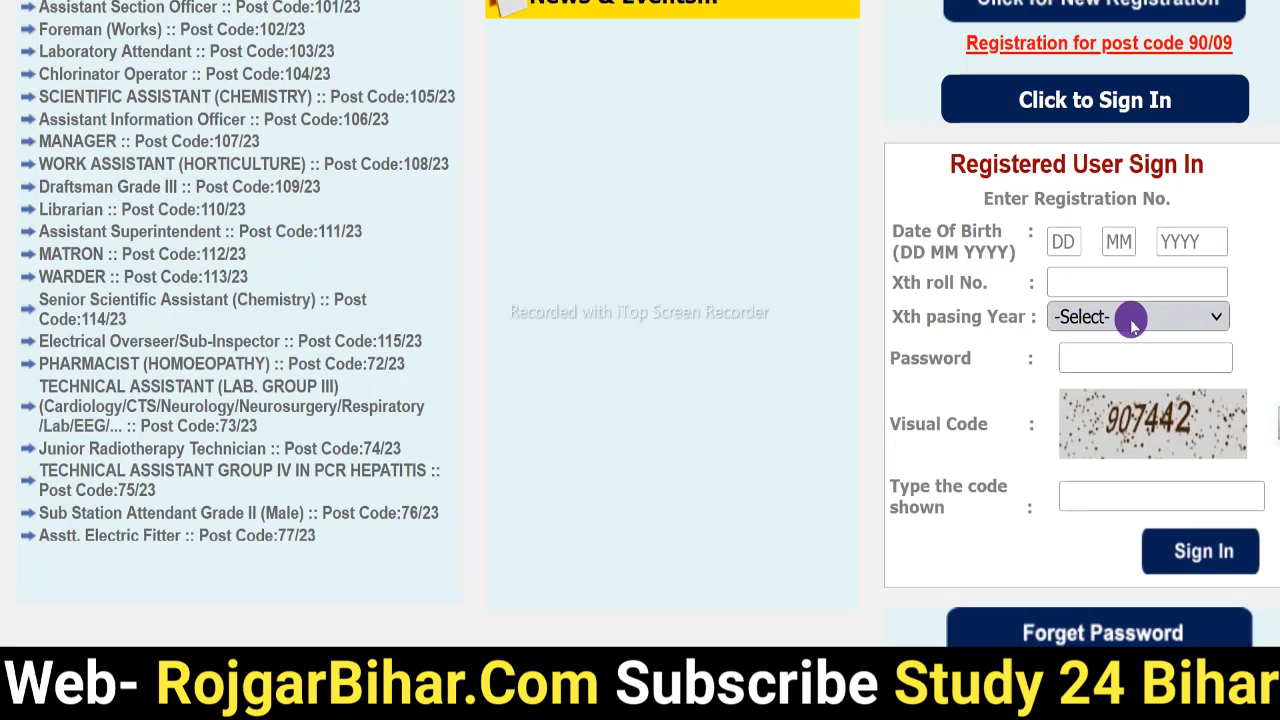 Assistant Section Officer :: Post Code:101/23
Foreman (Works) :: Post Code:102/23
Laboratory Attendant :: Post Code:103/23
Chlorinator Operator :: Post Code:104/23
SCIENTIFIC ASSISTANT (CHEMISTRY) :: Post Code:105/23
Assistant Information Officer :: Post Code:106/23
MANAGER :: Post Code:107/23
WORK ASSISTANT (HORTICULTURE) :: Post Code:108/23
Draftsman Grade III :: Post Code:109/23
Librarian :: Post Code:110/23
Assistant Superintendent :: Post Code:111/23
MATRON :: Post Code:112/23
WARDER :: Post Code:113/23
Senior Scientific Assistant (Chemistry) :: Post
Code:114/23
Electrical Overseer/Sub-Inspector :: Post Code:115/23
PHARMACIST (HOMOEOPATHY) :: Post Code:72/23
TECHNICAL ASSISTANT (LAB. GROUP III)
(Cardiology/CTS/Neurology/Neurosurgery/Respiratory
/Lab/EEG/... :: Post Code:73/23
Junior Radiotherapy Technician :: Post Code:74/23
TECHNICAL ASSISTANT GROUP IV IN PCR HEPATITIS ::
Post Code:75/23
Sub Station Attendant Grade II (Male) :: Post Code:76/23
Asstt. Electric Fitter :: Post Code:77/23
News & Events...
Recorded with iTop Screen Recorder
Click for New Registration
Registration for post code 90/09
Click to Sign In
Registered User Sign In
Enter Registration No.
Date Of Birth : DD MM YYYY
(DD MM YYYY)
Xth roll No. :
Xth pasing Year : -Select-
Password :
Visual Code : 907442
Type the code
shown :
Sign In
Forget Password
Web- RojgarBihar.Com Subscribe Study 24 Bihar